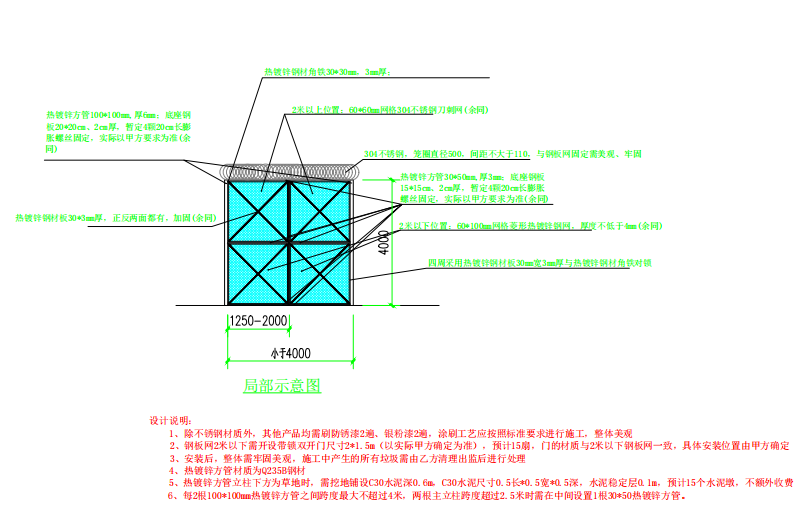 热镀锌钢材角铁30*30mm，3mm厚；
2米以上位置：60*60mm网格304不锈钢刀刺网(余同)
热镀锌方管100*100mm,厚6mm；底座钢
板20*20cm、2cm厚，暂定4颗20cm长膨
胀螺丝固定，实际以甲方要求为准(余
同)
304不锈钢，笼圈直径500，间距不大于110，与钢板网固定需美观、牢固
热镀锌方管30*50mm,厚3mm；底座钢板
15*15cm、2cm厚，暂定4颗20cm长膨胀
螺丝固定，实际以甲方要求为准(余同)
热镀锌钢材板30*3mm厚，正反两面都有，加固(余同)
2米以下位置：60*100mm网格菱形热镀锌钢网，厚度不低于4mm(余同)
4000
四周采用热镀锌钢材板30mm宽3mm厚与热镀锌钢材角铁对锁
1250-2000
小于4000
局部示意图
设计说明：
1、除不锈钢材质外，其他产品均需刷防锈漆2遍、银粉漆2遍，涂刷工艺应按照标准要求进行施工，整体美观
2、钢板网2米以下需开设带锁双开门尺寸2*1.5m（以实际甲方确定为准），预计15扇，门的材质与2米以下钢板网一致，具体安装位置由甲方确定
3、安装后，整体需牢固美观，施工中产生的所有垃圾需由乙方清理出监后进行处理
4、热镀锌方管材质为Q235B钢材
5、热镀锌方管立柱下方为草地时，需挖地铺设C30水泥深0.6m，C30水泥尺寸0.5长*0.5宽*0.5深，水泥稳定层0.1m，预计15个水泥墩，不额外收费
6、每2根100*100mm热镀锌方管之间跨度最大不超过4米，两根主立柱跨度超过2.5米时需在中间设置1根30*50热镀锌方管。